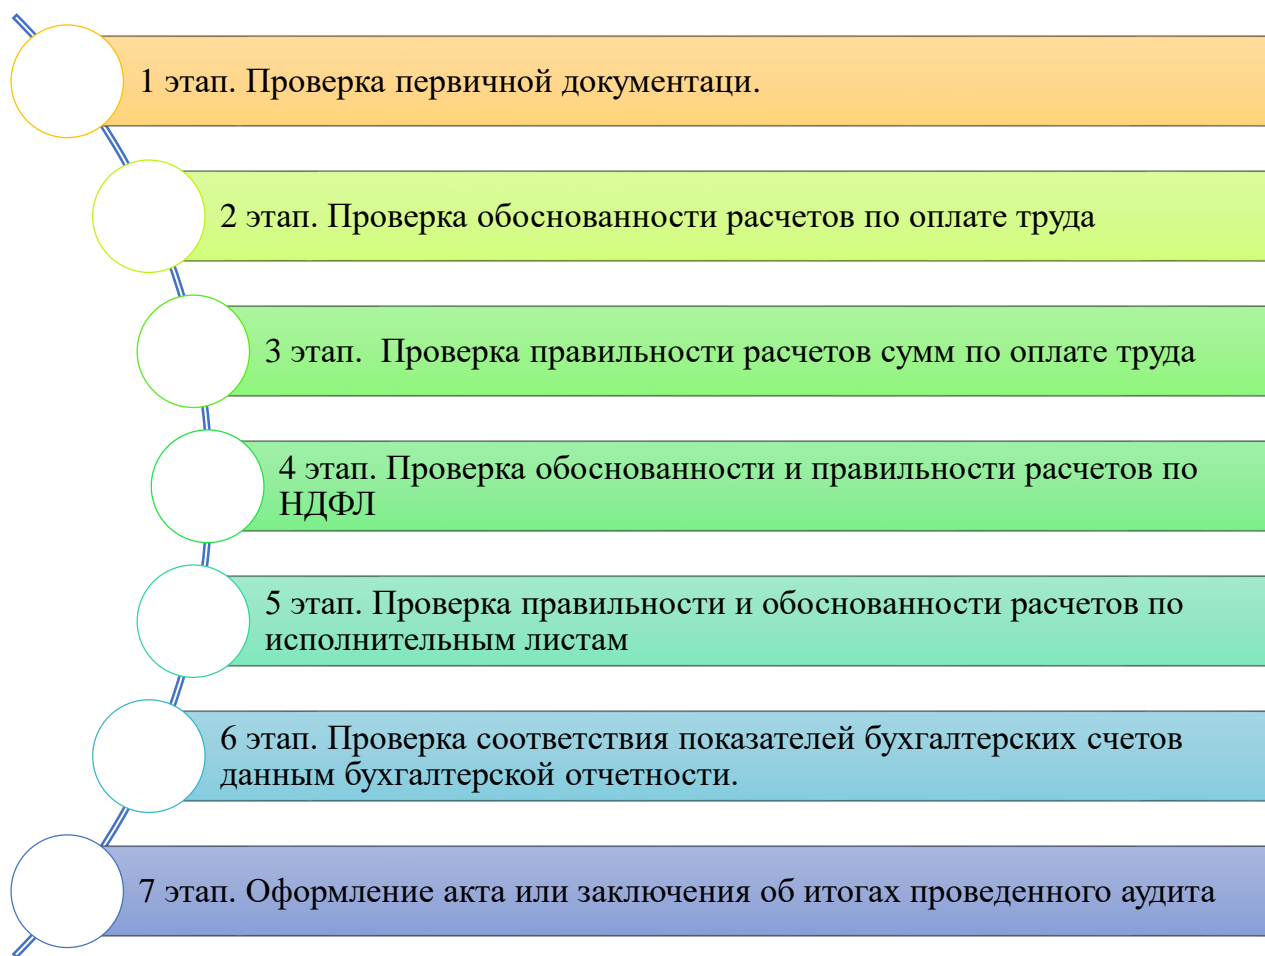 1 этап. Проверка первичной документаци.
2 этап. Проверка обоснованности расчетов по оплате труда
3 этап.  Проверка правильности расчетов сумм по оплате труда
4 этап. Проверка обоснованности и правильности расчетов по
НДФЛ
5 этап. Проверка правильности и обоснованности расчетов по
исполнительным листам
6 этап. Проверка соответствия показателей бухгалтерских счетов
данным бухгалтерской отчетности.
7 этап. Оформление акта или заключения об итогах проведенного аудита